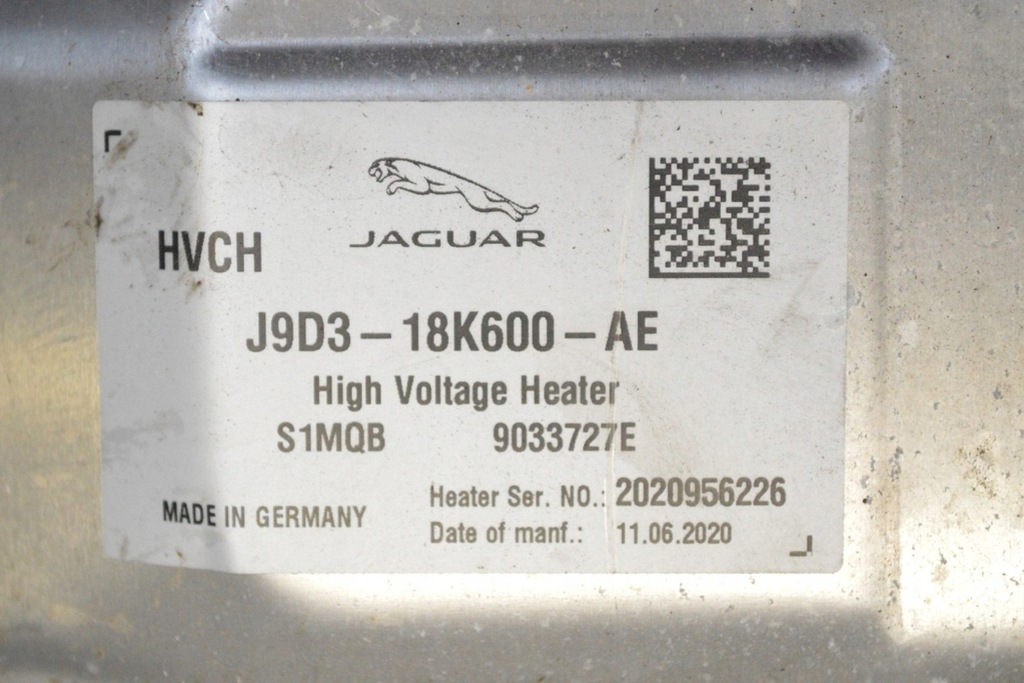 JAGUAR
HVCH
J9D3-18K600-AE
High Voltage Heater
S1MQB 9033727E
Heater Ser. NO.: 2020956226
MADE IN GERMANY
Date of manf.: 11.06.2020